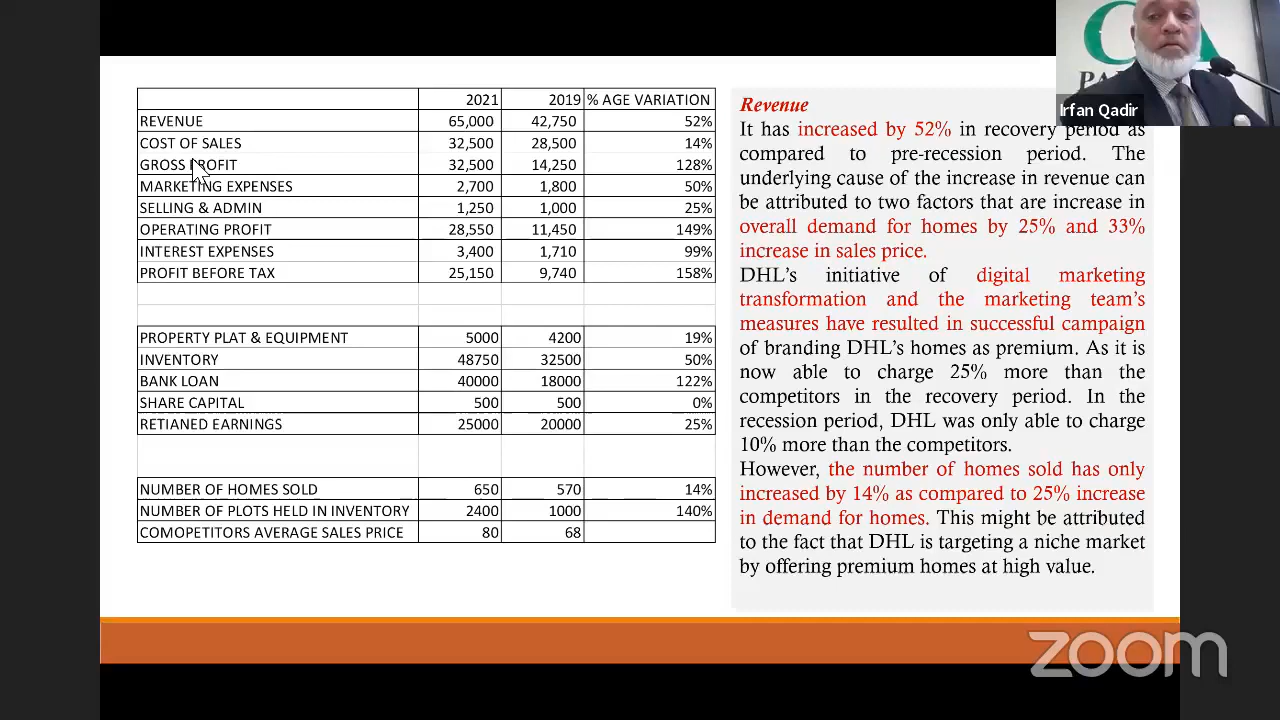 2021 2019 % AGE VARIATION
REVENUE 65,000 42,750 52%
COST OF SALES 32,500 28,500 14%
GROSS PROFIT 32,500 14,250 128%
MARKETING EXPENSES 2,700 1,800 50%
SELLING & ADMIN 1,250 1,000 25%
OPERATING PROFIT 28,550 11,450 149%
INTEREST EXPENSES 3,400 1,710 99%
PROFIT BEFORE TAX 25,150 9,740 158%
PROPERTY PLAT & EQUIPMENT 5000 4200 19%
INVENTORY 48750 32500 50%
BANK LOAN 40000 18000 122%
SHARE CAPITAL 500 500 0%
RETIANED EARNINGS 25000 20000 25%
NUMBER OF HOMES SOLD 650 570 14%
NUMBER OF PLOTS HELD IN INVENTORY 2400 1000 140%
COMOPETITORS AVERAGE SALES PRICE 80 68
Revenue
It has increased by 52% in recovery period as
compared to pre-recession period. The
underlying cause of the increase in revenue can
be attributed to two factors that are increase in
overall demand for homes by 25% and 33%
increase in sales price.
DHL's initiative of digital marketing
transformation and the marketing team's
measures have resulted in successful campaign
of branding DHL's homes as premium. As it is
now able to charge 25% more than the
competitors in the recovery period. In the
recession period, DHL was only able to charge
10% more than the competitors.
However, the number of homes sold has only
increased by 14% as compared to 25% increase
in demand for homes. This might be attributed
to the fact that DHL is targeting a niche market
by offering premium homes at high value.
Irfan Qadir
zoom